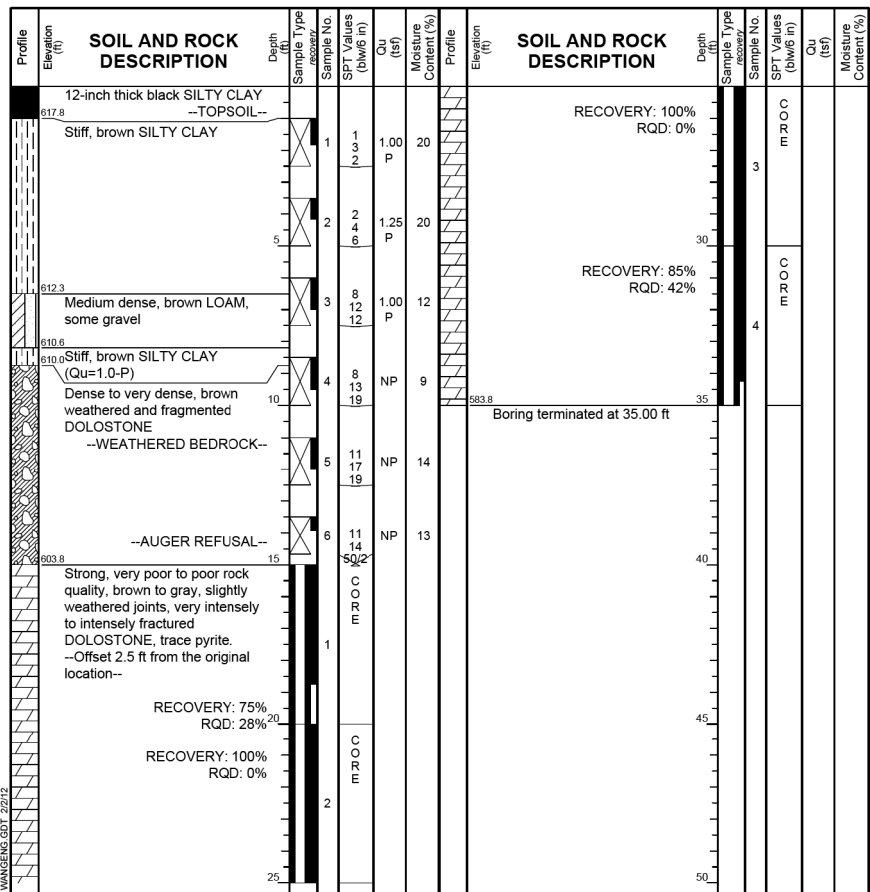 Profile
Elevation
(ft)
SOIL AND ROCK
DESCRIPTION
Depth
(ft)
Sample Type
recovery
Sample No.
SPT Values
(blw/6 in)
Qu
(tsf)
Moisture
Content (%)
Profile
Elevation
(ft)
SOIL AND ROCK
DESCRIPTION
Depth
(ft)
Sample Type
recovery
Sample No.
SPT Values
(blw/6 in)
Qu
(tsf)
Moisture
Content (%)
12-inch thick black SILTY CLAY
617.8 --TOPSOIL--
Stiff, brown SILTY CLAY
1
1
3
2
1.00
P
20
2
2
4
6
1.25
P
20
5
612.3
Medium dense, brown LOAM,
some gravel
3
8
12
12
1.00
P
12
610.6
610.0 Stiff, brown SILTY CLAY
(Qu=1.0-P)
4
8
13
19
NP
9
10
Dense to very dense, brown
weathered and fragmented
DOLOSTONE
--WEATHERED BEDROCK--
5
11
17
19
NP
14
--AUGER REFUSAL--
6
11
14
50/2
NP
13
603.8
15
Strong, very poor to poor rock
quality, brown to gray, slightly
weathered joints, very intensely
to intensely fractured
DOLOSTONE, trace pyrite.
--Offset 2.5 ft from the original
location--
1
C
O
R
E
RECOVERY: 75%
RQD: 28%
20
RECOVERY: 100%
RQD: 0%
2
C
O
R
E
25
RECOVERY: 100%
RQD: 0%
3
C
O
R
E
30
RECOVERY: 85%
RQD: 42%
4
C
O
R
E
583.8
35
Boring terminated at 35.00 ft
40
45
50
WANGENG.GDT 2/2/12